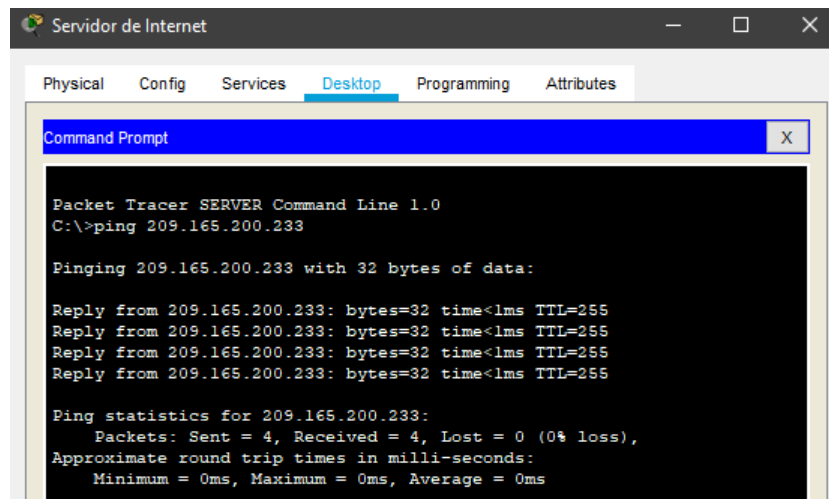 Servidor de Internet
Physical Config Services Desktop Programming Attributes
Command Prompt X
Packet Tracer SERVER Command Line 1.0
C:\>ping 209.165.200.233
Pinging 209.165.200.233 with 32 bytes of data:
Reply from 209.165.200.233: bytes=32 time<1ms TTL=255
Reply from 209.165.200.233: bytes=32 time<1ms TTL=255
Reply from 209.165.200.233: bytes=32 time<1ms TTL=255
Reply from 209.165.200.233: bytes=32 time<1ms TTL=255
Ping statistics for 209.165.200.233:
Packets: Sent = 4, Received = 4, Lost = 0 (0% loss),
Approximate round trip times in milli-seconds:
Minimum = 0ms, Maximum = 0ms, Average = 0ms